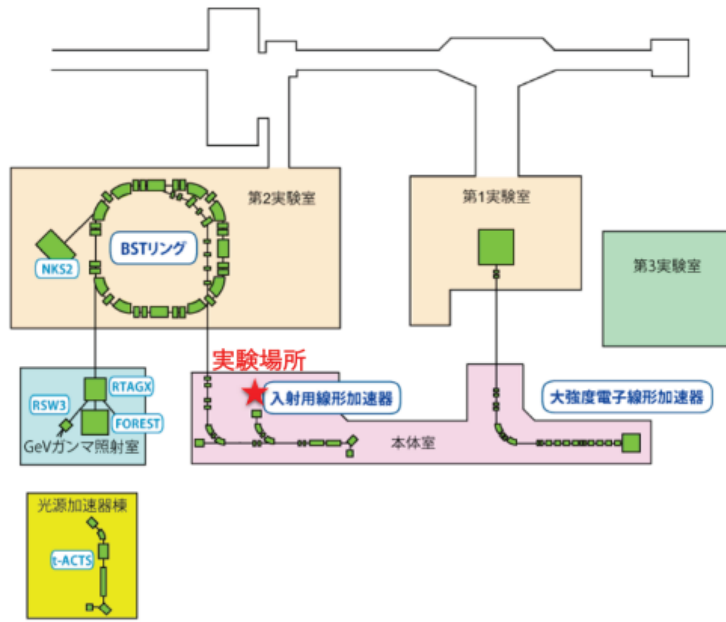 第2実験室
第1実験室
BSTリング
NKS2
第3実験室
実験場所
RTAGX
RSW3
FOREST
GeVガンマ照射室
入射用線形加速器
大強度電子線形加速器
本体室
光源加速器棟
t-ACTS